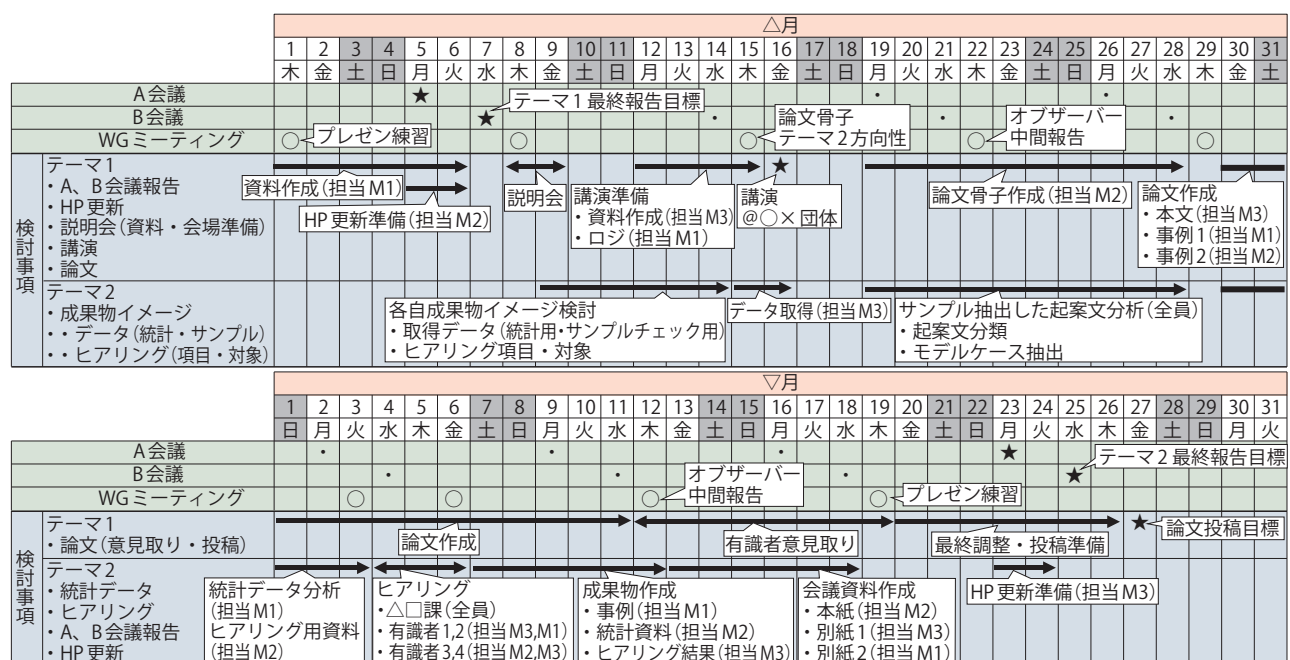 △月
1 2 3 4 5 6 7 8 9 10 11 12 13 14 15 16 17 18 19 20 21 22 23 24 25 26 27 28 29 30 31
木 金 土 日 月 火 水 木 金 土 日 月 火 水 木 金 土 日 月 火 水 木 金 土 日 月 火 水 木 金 土
A会議 ★ ・ ・
B会議 ★ ・ ・ ・
テーマ1最終報告目標
WGミーティング ○ ○ ○ ○ ○
プレゼン練習
論文骨子
テーマ2方向性
オブザーバー
中間報告
検討事項
テーマ1
・A、B会議報告
・HP更新
・説明会(資料・会場準備)
・講演
・論文
資料作成(担当M1)
HP更新準備(担当M2)
説明会
講演準備
・資料作成(担当M3)
・ロジ(担当M1)
★
講演
@○×団体
論文骨子作成(担当M2)
論文作成
・本文(担当M3)
・事例1(担当M1)
・事例2(担当M2)
テーマ2
・成果物イメージ
・・データ(統計・サンプル)
・・ヒアリング(項目・対象)
各自成果物イメージ検討
・取得データ(統計用・サンプルチェック用)
・ヒアリング項目・対象
データ取得(担当M3)
サンプル抽出した起案文分析(全員)
・起案文分類
・モデルケース抽出
▽月
1 2 3 4 5 6 7 8 9 10 11 12 13 14 15 16 17 18 19 20 21 22 23 24 25 26 27 28 29 30 31
日 月 火 水 木 金 土 日 月 火 水 木 金 土 日 月 火 水 木 金 土 日 月 火 水 木 金 土 日 月 火
A会議 ・ ・ ・ ★
B会議 ・ ・ ・ ★
テーマ2最終報告目標
WGミーティング ○ ○ ○ ○
オブザーバー
中間報告
プレゼン練習
検討事項
テーマ1
・論文(意見取り・投稿)
論文作成
有識者意見取り
最終調整・投稿準備
★
論文投稿目標
テーマ2
・統計データ
・ヒアリング
・A、B会議報告
・HP更新
統計データ分析
(担当M1)
ヒアリング用資料
(担当M2)
ヒアリング
・△□課(全員)
・有識者1,2(担当M3,M1)
・有識者3,4(担当M2,M3)
成果物作成
・事例(担当M1)
・統計資料(担当M2)
・ヒアリング結果(担当M3)
会議資料作成
・本紙(担当M2)
・別紙1(担当M3)
・別紙2(担当M1)
HP更新準備(担当M3)